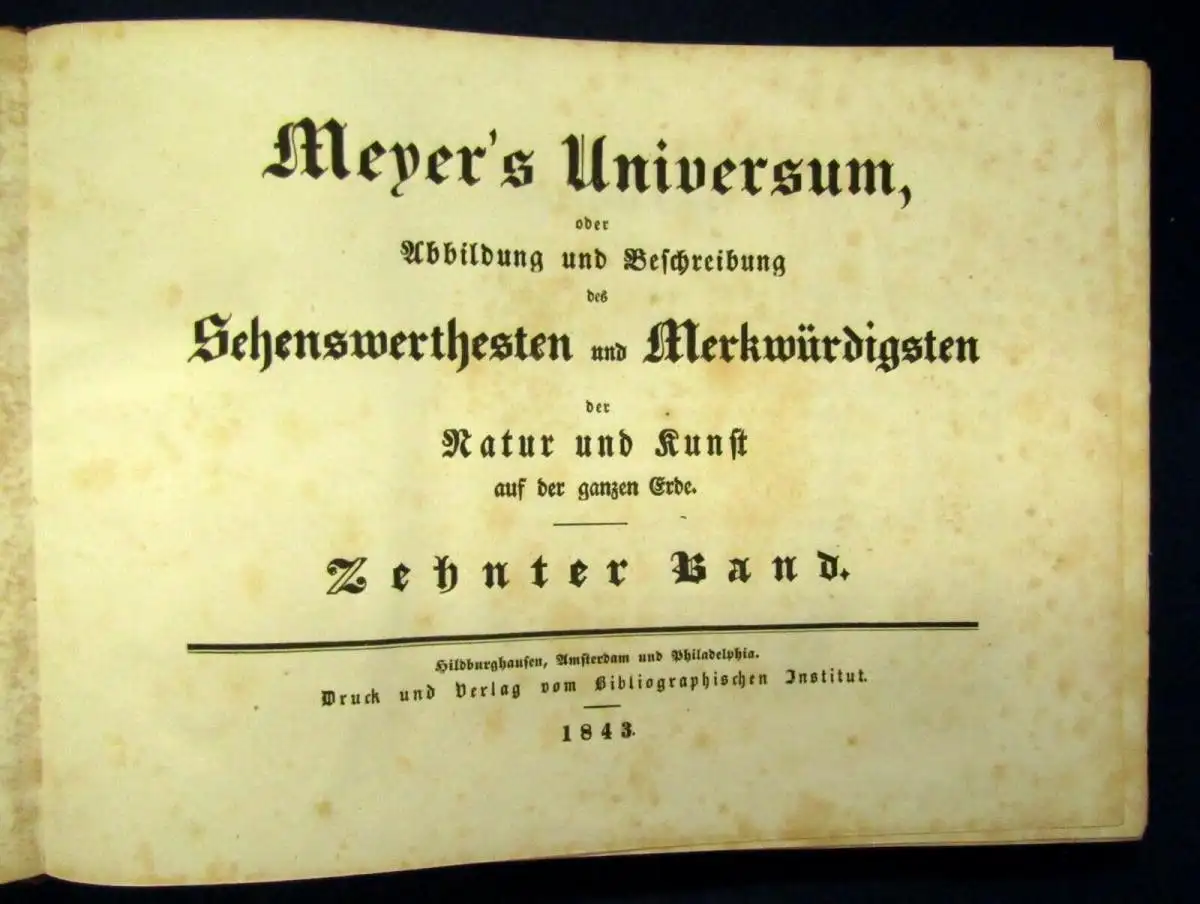 Meyer's Universum,
oder
Abbildung und Beschreibung
des
Sehenswerthesten und Merkwürdigsten
der
Natur und Kunst
auf der ganzen Erde.
Zehnter Band.
Hildburghausen, Amsterdam und Philadelphia.
Druck und Verlag vom Bibliographischen Institut.
1843.